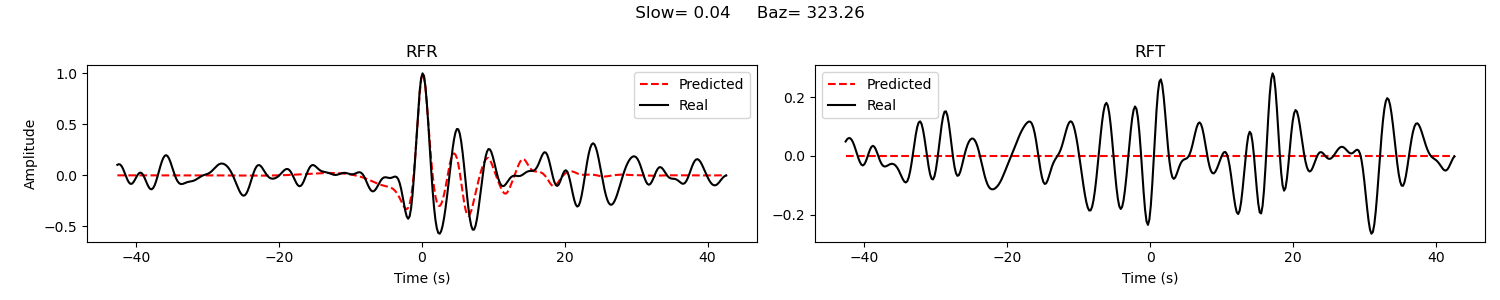 Slow= 0.04 Baz= 323.26
RFR
RFT
1.0
0.5
0.0
−0.5
Amplitude
Predicted
Real
−40
−20
0
20
40
Time (s)
0.2
0.0
−0.2
Predicted
Real
−40
−20
0
20
40
Time (s)